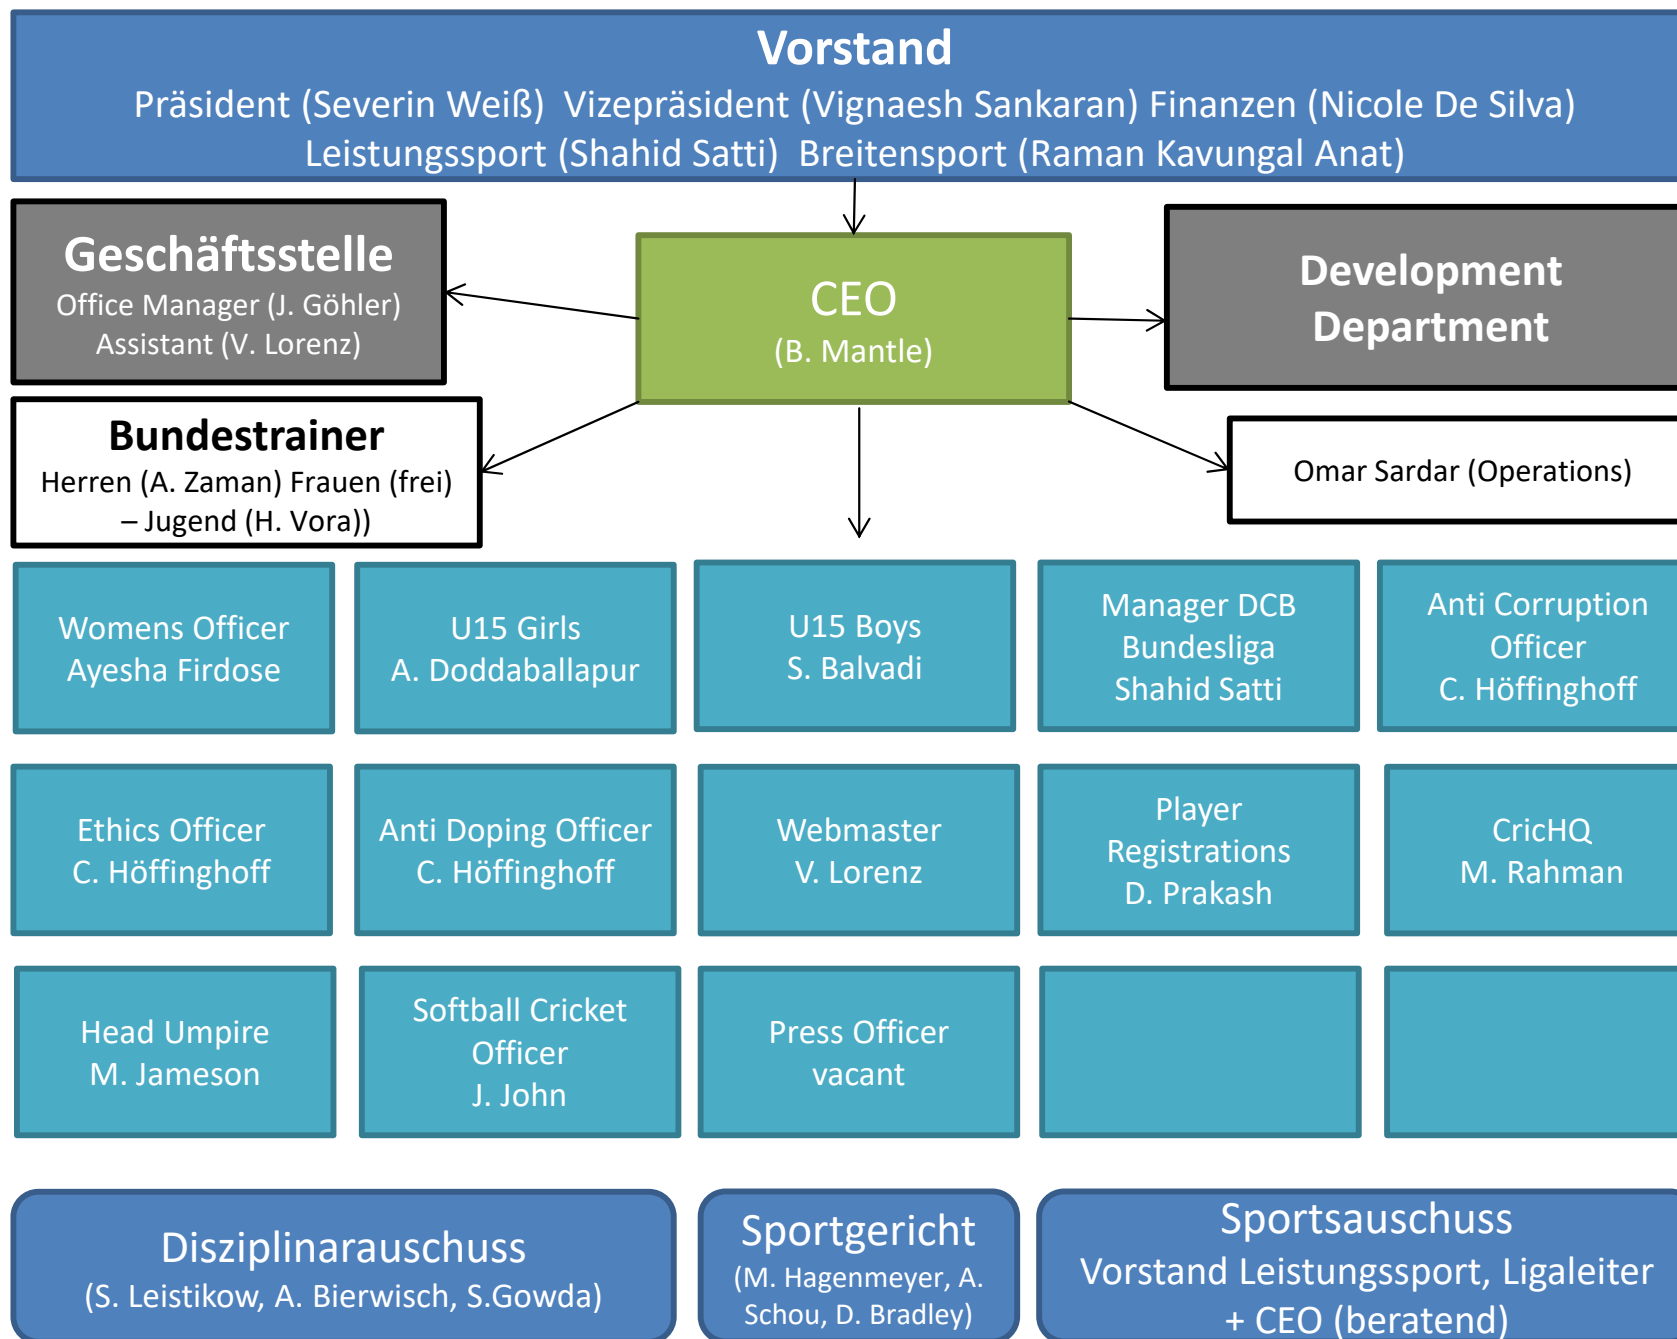 Vorstand
Präsident (Severin Weiß) Vizepräsident (Vignaesh Sankaran) Finanzen (Nicole De Silva)
Leistungssport (Shahid Satti) Breitensport (Raman Kavungal Anat)
Geschäftsstelle
Office Manager (J. Göhler)
Assistant (V. Lorenz)
CEO
(B. Mantle)
Development
Department
Bundestrainer
Herren (A. Zaman) Frauen (frei)
– Jugend (H. Vora))
Omar Sardar (Operations)
Womens Officer
Ayesha Firdose
U15 Girls
A. Doddaballapur
U15 Boys
S. Balvadi
Manager DCB
Bundesliga
Shahid Satti
Anti Corruption
Officer
C. Höffinghoff
Ethics Officer
C. Höffinghoff
Anti Doping Officer
C. Höffinghoff
Webmaster
V. Lorenz
Player
Registrations
D. Prakash
CricHQ
M. Rahman
Head Umpire
M. Jameson
Softball Cricket
Officer
J. John
Press Officer
vacant
Disziplinarauschuss
(S. Leistikow, A. Bierwisch, S.Gowda)
Sportgericht
(M. Hagenmeyer, A.
Schou, D. Bradley)
Sportsauschuss
Vorstand Leistungssport, Ligaleiter
+ CEO (beratend)